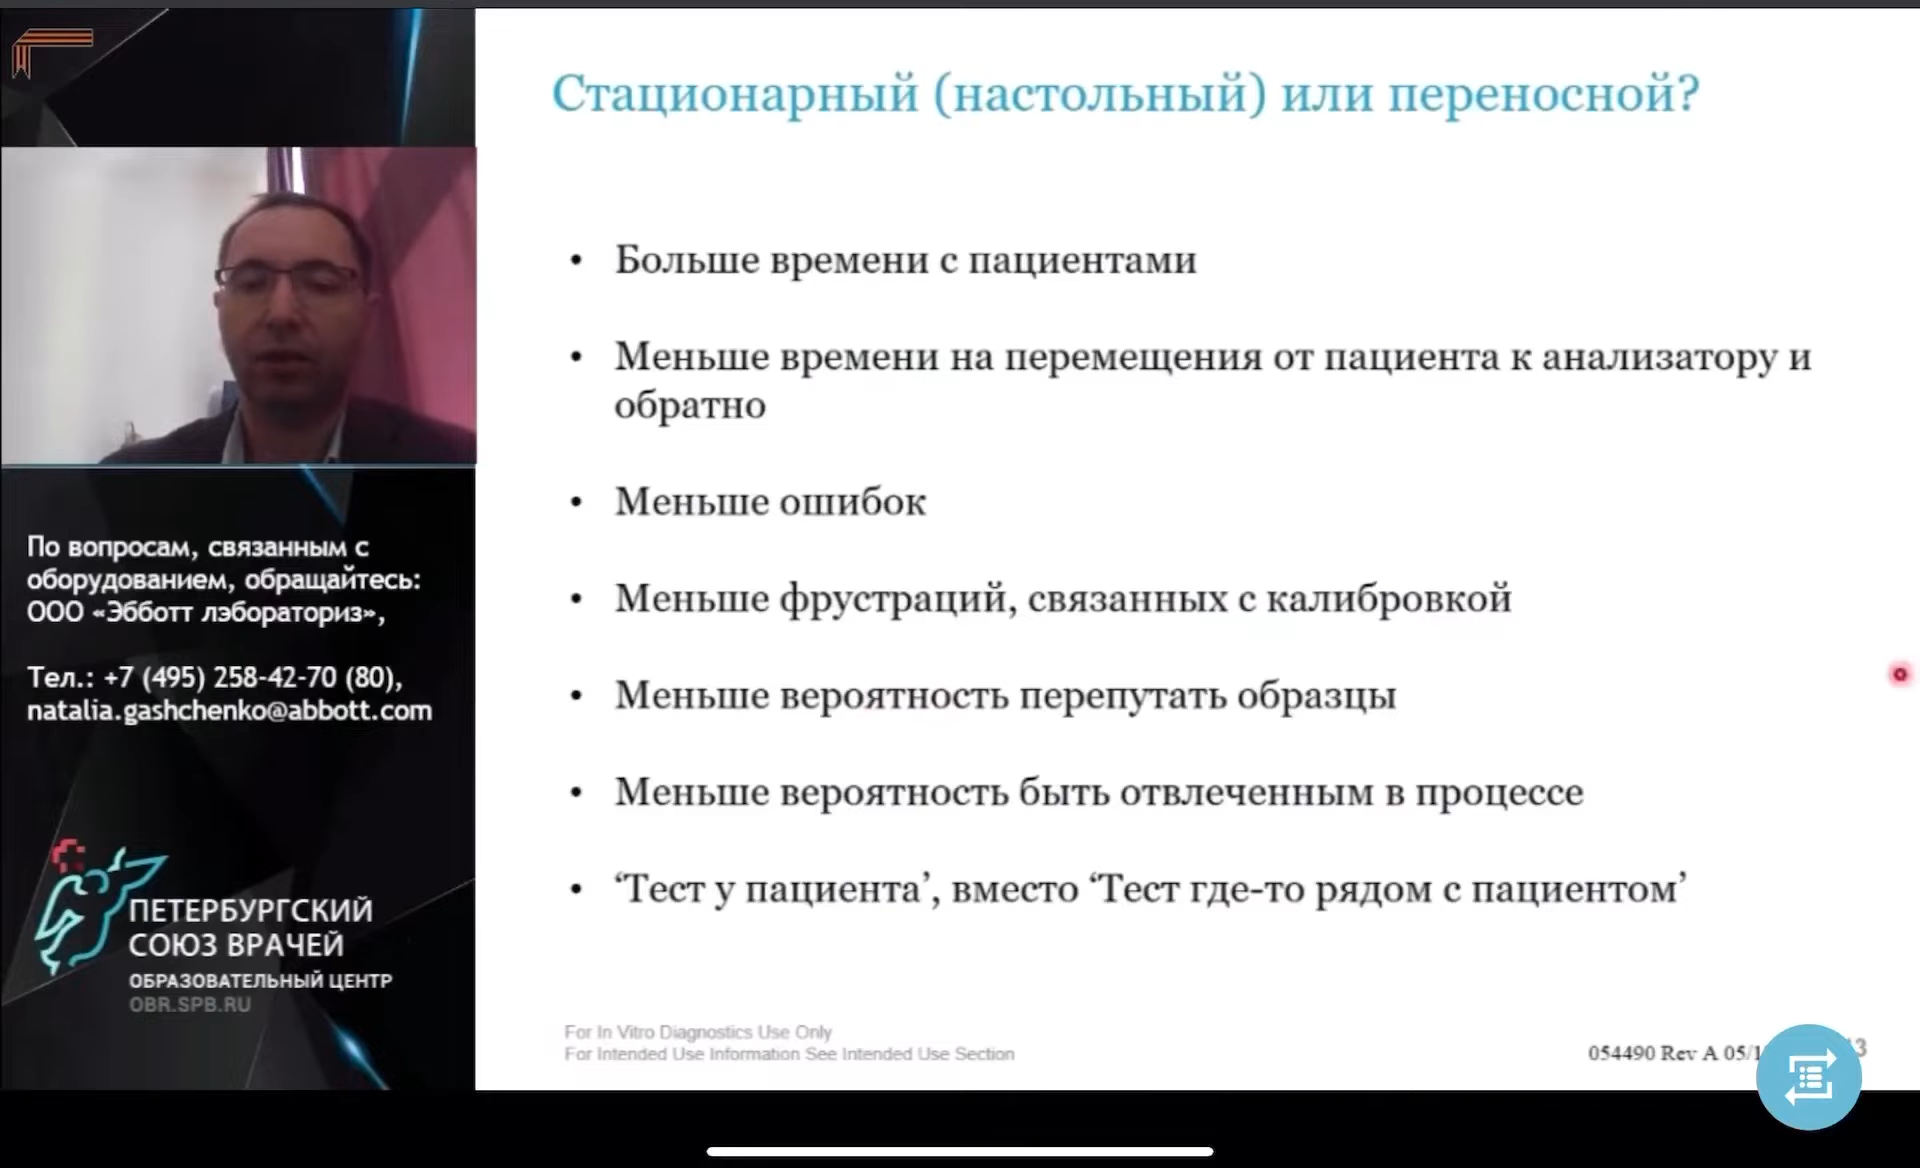 Стационарный (настольный) или переносной?
• Больше времени с пациентами
• Меньше времени на перемещения от пациента к анализатору и
обратно
• Меньше ошибок
• Меньше фрустраций, связанных с калибровкой
• Меньше вероятность перепутать образцы
• Меньше вероятность быть отвлеченным в процессе
• ‘Тест у пациента’, вместо ‘Тест где-то рядом с пациентом’
For In Vitro Diagnostics Use Only
For Intended Use Information See Intended Use Section
054490 Rev A
По вопросам, связанным с
оборудованием, обращайтесь:
ООО «Эбботт лэбораториз»,
Тел.: +7 (495) 258-42-70 (80),
natalia.gashchenko@abbott.com
ПЕТЕРБУРГСКИЙ
СОЮЗ ВРАЧЕЙ
ОБРАЗОВАТЕЛЬНЫЙ ЦЕНТР
OBR.SPB.RU